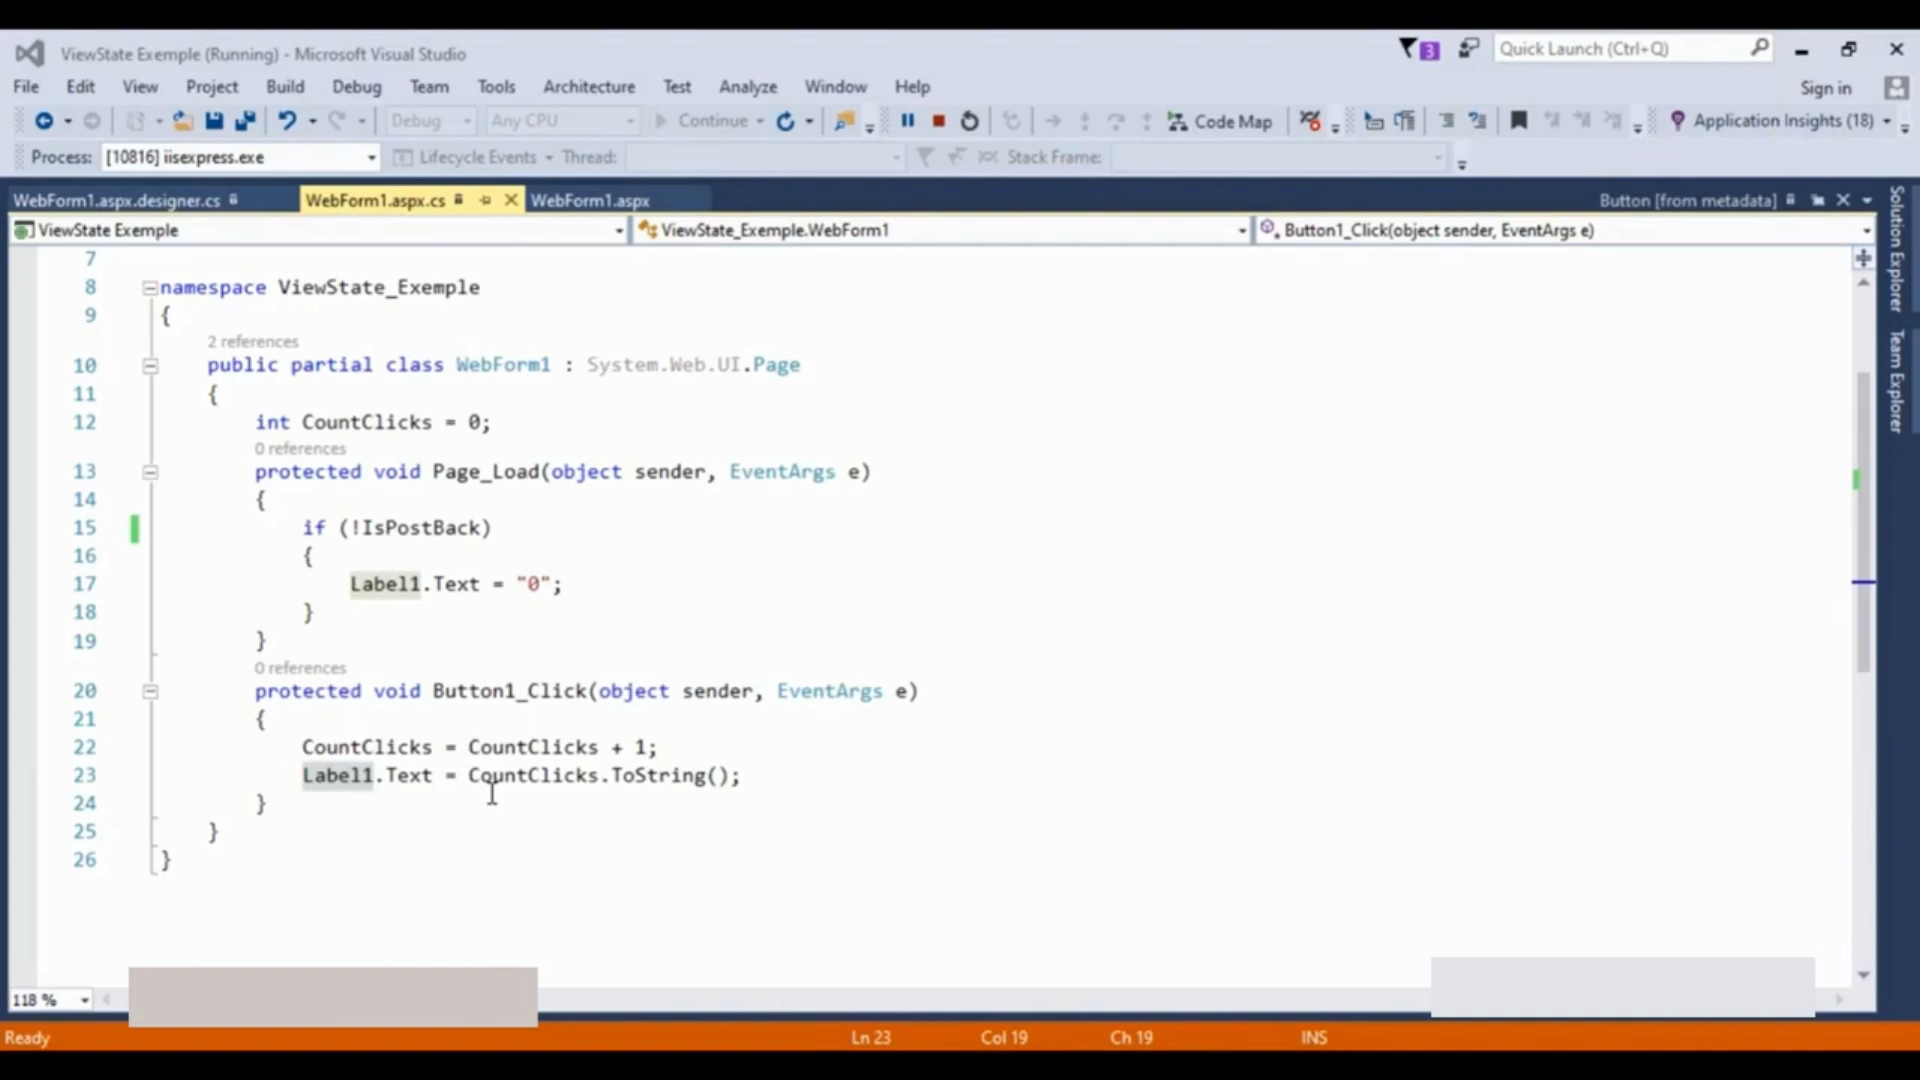 ViewState Exemple (Running) - Microsoft Visual Studio
3
Quick Launch (Ctrl+Q)
File Edit View Project Build Debug Team Tools Architecture Test Analyze Window Help
Sign in
Debug Any CPU Continue Code Map Application Insights (18)
Process: [10816] iisexpress.exe Lifecycle Events Thread: Stack Frame:
WebForm1.aspx.designer.cs WebForm1.aspx.cs WebForm1.aspx Button [from metadata]
ViewState Exemple ViewState_Exemple.WebForm1 Button1_Click(object sender, EventArgs e)
Solution Explorer
Team Explorer
7
8 namespace ViewState_Exemple
9 {
2 references
10 public partial class WebForm1 : System.Web.UI.Page
11 {
12 int CountClicks = 0;
0 references
13 protected void Page_Load(object sender, EventArgs e)
14 {
15 if (!IsPostBack)
16 {
17 Label1.Text = "0";
18 }
19 }
0 references
20 protected void Button1_Click(object sender, EventArgs e)
21 {
22 CountClicks = CountClicks + 1;
23 Label1.Text = CountClicks.ToString();
24 }
25 }
26 }
118 %
Ready Ln 23 Col 19 Ch 19 INS